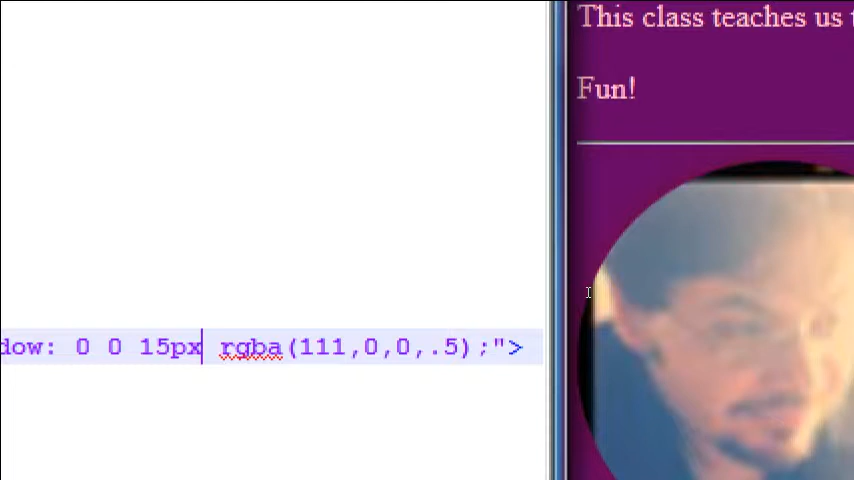 This class teaches us
Fun!
dow: 0 0 15px rgba(111,0,0,.5);">